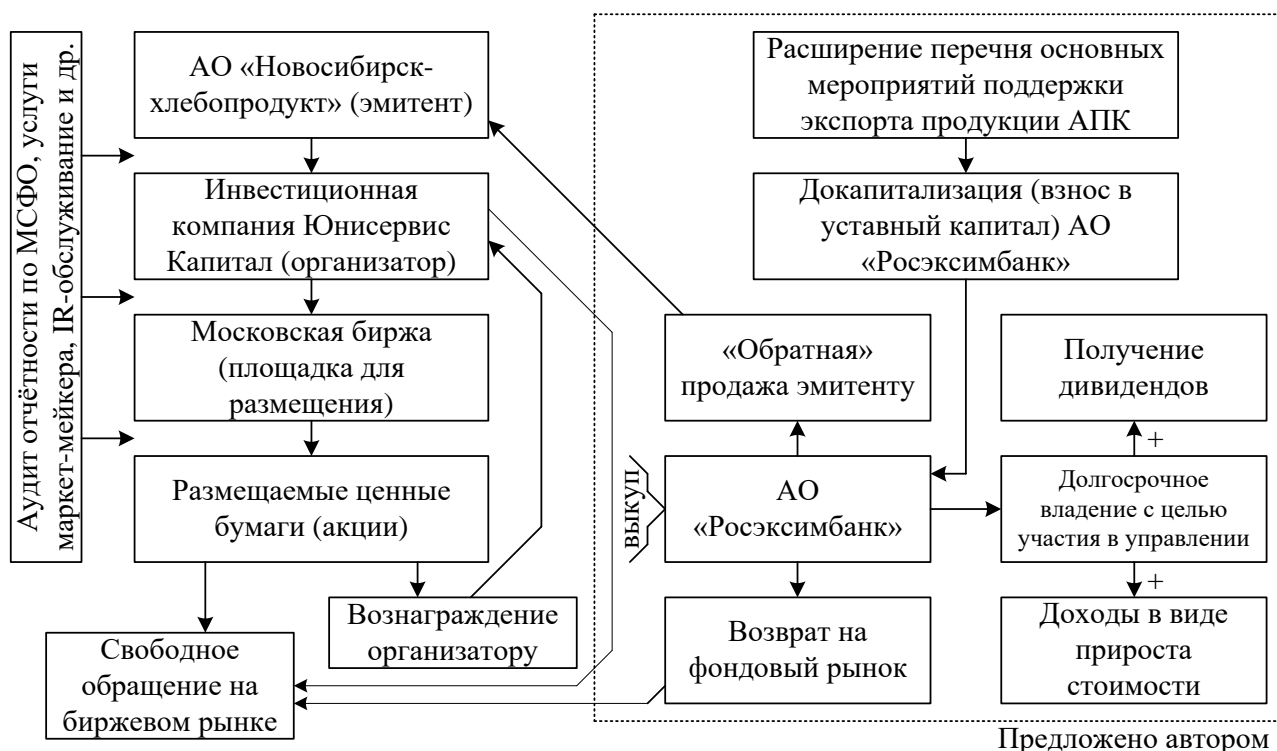 Аудит отчётности по МСФО, услуги
маркет-мейкера, IR-обслуживание и др.
АО «Новосибирск-
хлебопродукт» (эмитент)
Инвестиционная
компания Юнисервис
Капитал (организатор)
Московская биржа
(площадка для
размещения)
Размещаемые ценные
бумаги (акции)
Вознаграждение
организатору
Свободное
обращение на
биржевом рынке
Расширение перечня основных
мероприятий поддержки
экспорта продукции АПК
Докапитализация (взнос в
уставный капитал) АО
«Росэксимбанк»
«Обратная»
продажа эмитенту
Получение
дивидендов
+
выкуп
АО
«Росэксимбанк»
Долгосрочное
владение с целью
участия в управлении
+
Возврат на
фондовый рынок
Доходы в виде
прироста
стоимости
Предложено автором